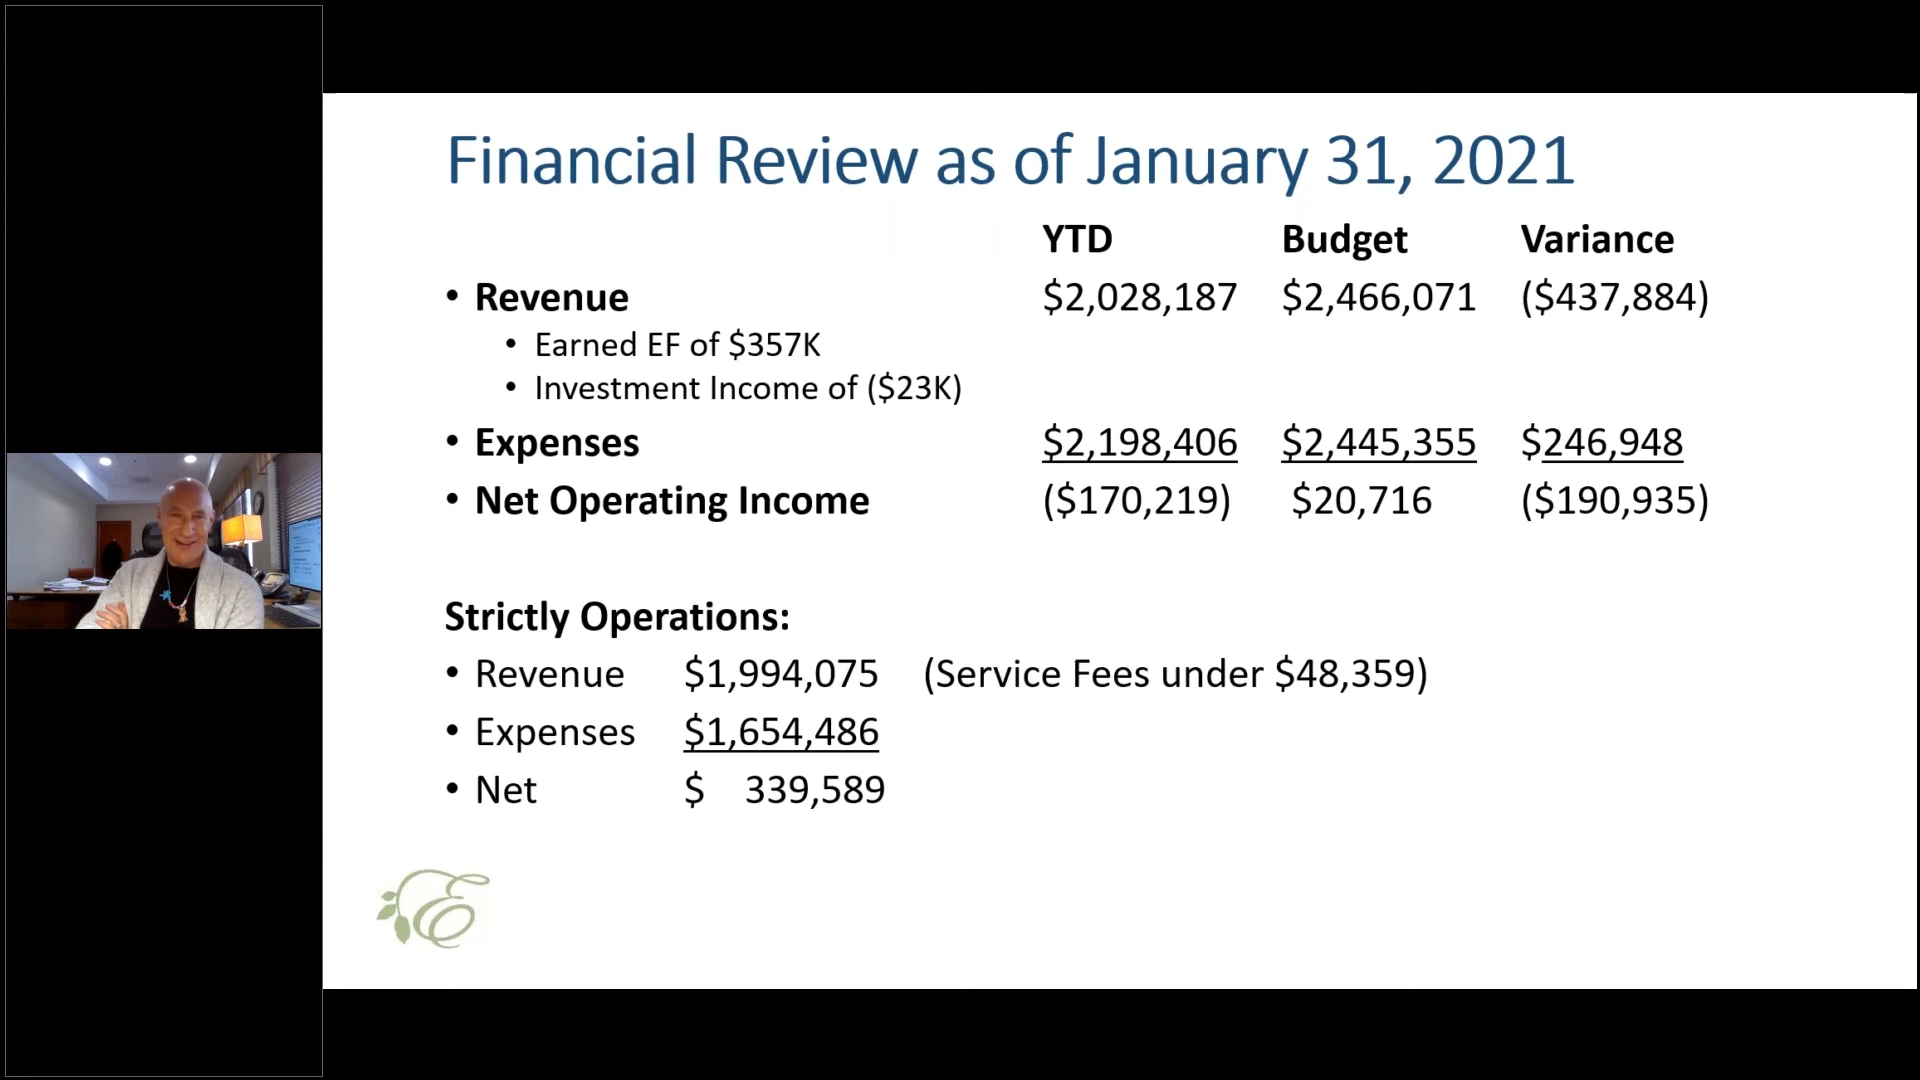 Financial Review as of January 31, 2021
YTD Budget Variance
• Revenue $2,028,187 $2,466,071 ($437,884)
• Earned EF of $357K
• Investment Income of ($23K)
• Expenses $2,198,406 $2,445,355 $246,948
• Net Operating Income ($170,219) $20,716 ($190,935)
Strictly Operations:
• Revenue $1,994,075 (Service Fees under $48,359)
• Expenses $1,654,486
• Net $ 339,589
E